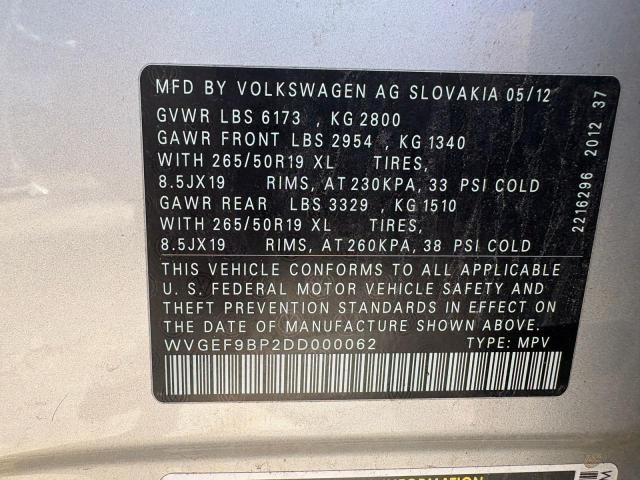 MFD BY VOLKSWAGEN AG SLOVAKIA 05/12
GVWR LBS 6173 , KG 2800
GAWR FRONT LBS 2954 , KG 1340
WITH 265/50R19 XL TIRES,
8.5JX19 RIMS, AT 230KPA, 33 PSI COLD
GAWR REAR LBS 3329 , KG 1510
WITH 265/50R19 XL TIRES,
8.5JX19 RIMS, AT 260KPA, 38 PSI COLD
THIS VEHICLE CONFORMS TO ALL APPLICABLE
U. S. FEDERAL MOTOR VEHICLE SAFETY AND
THEFT PREVENTION STANDARDS IN EFFECT ON
THE DATE OF MANUFACTURE SHOWN ABOVE.
WVGEF9BP2DD000062 TYPE: MPV
2216296 2012 37
INFORMATION